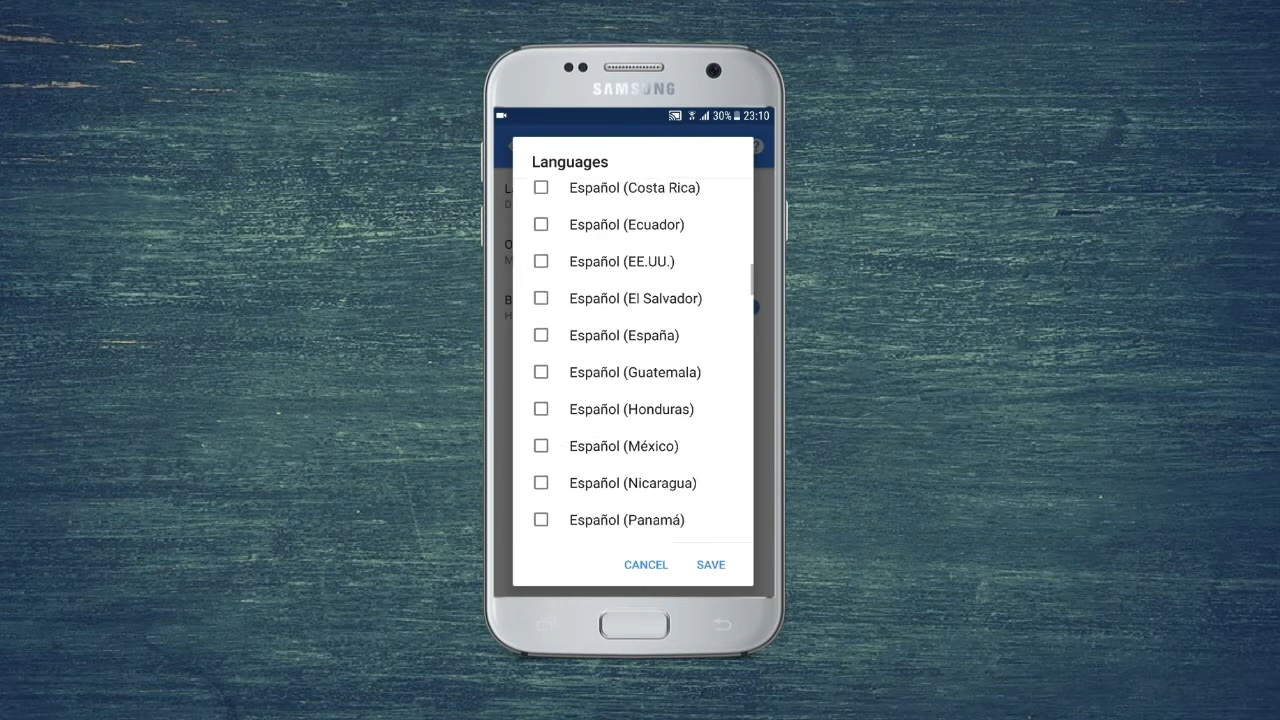 SAMSUNG
30% 23:10
?
Languages
Español (Costa Rica)
Español (Ecuador)
Español (EE.UU.)
Español (El Salvador)
Español (España)
Español (Guatemala)
Español (Honduras)
Español (México)
Español (Nicaragua)
Español (Panamá)
CANCEL SAVE